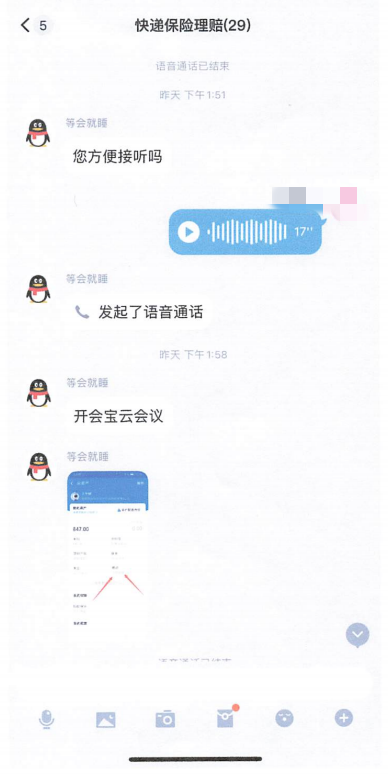 5
快递保险理赔(29)
语音通话已结束
昨天 下午1:51
等会就睡
您方便接听吗
17''
等会就睡
发起了语音通话
昨天 下午1:58
等会就睡
开会宝云会议
等会就睡